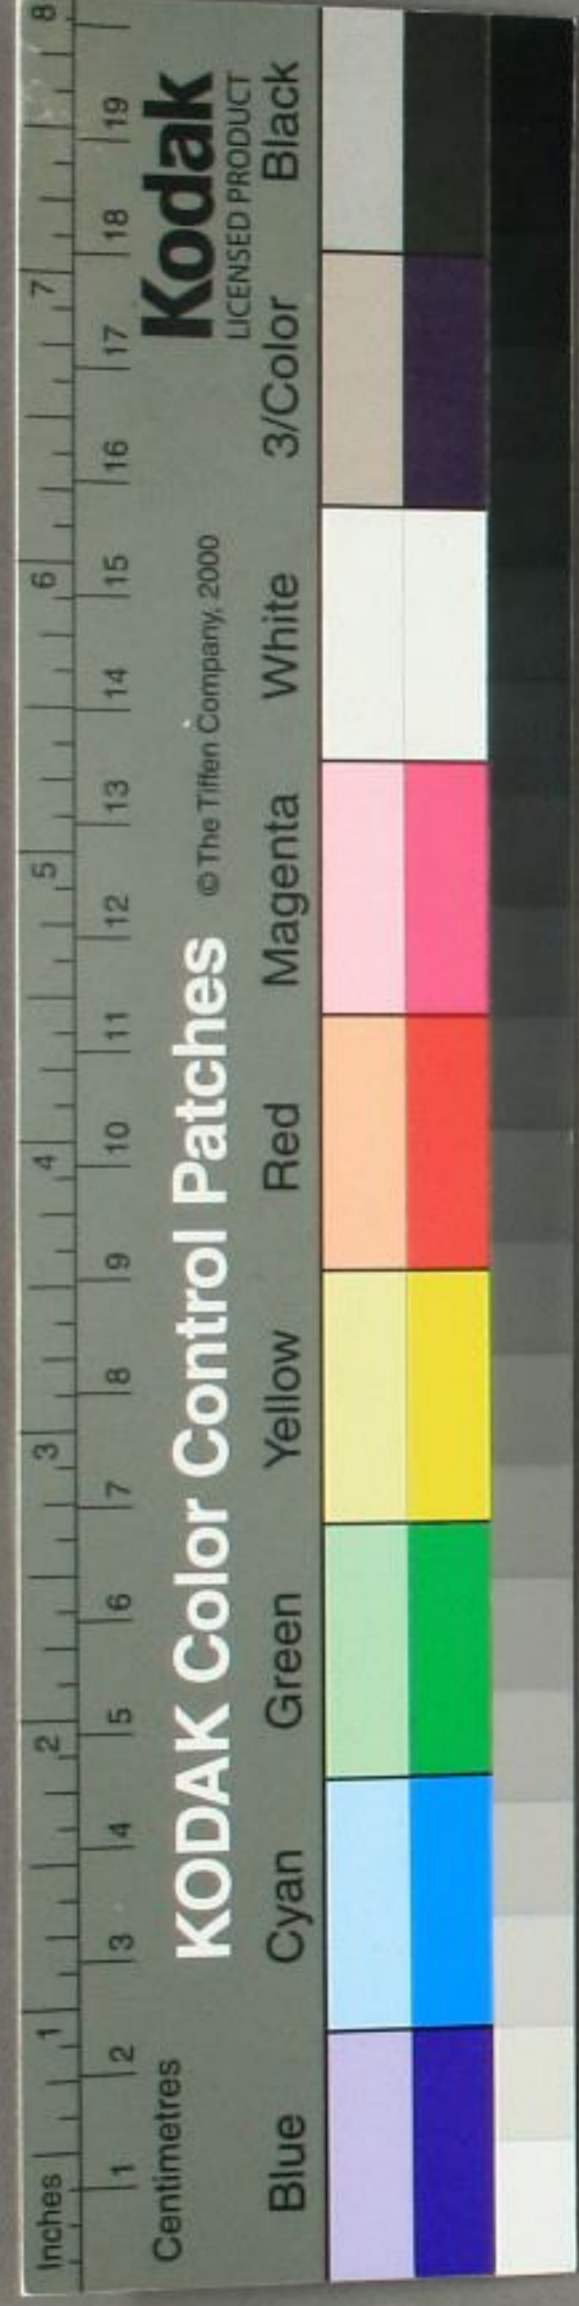 Inches 1 2 3 4 5 6 7 8
1 2 3 4 5 6 7 8 9 10 11 12 13 14 15 16 17 18 19
Centimetres
KODAK Color Control Patches © The Tiffen Company, 2000 Kodak
LICENSED PRODUCT
Blue Cyan Green Yellow Red Magenta White 3/Color Black